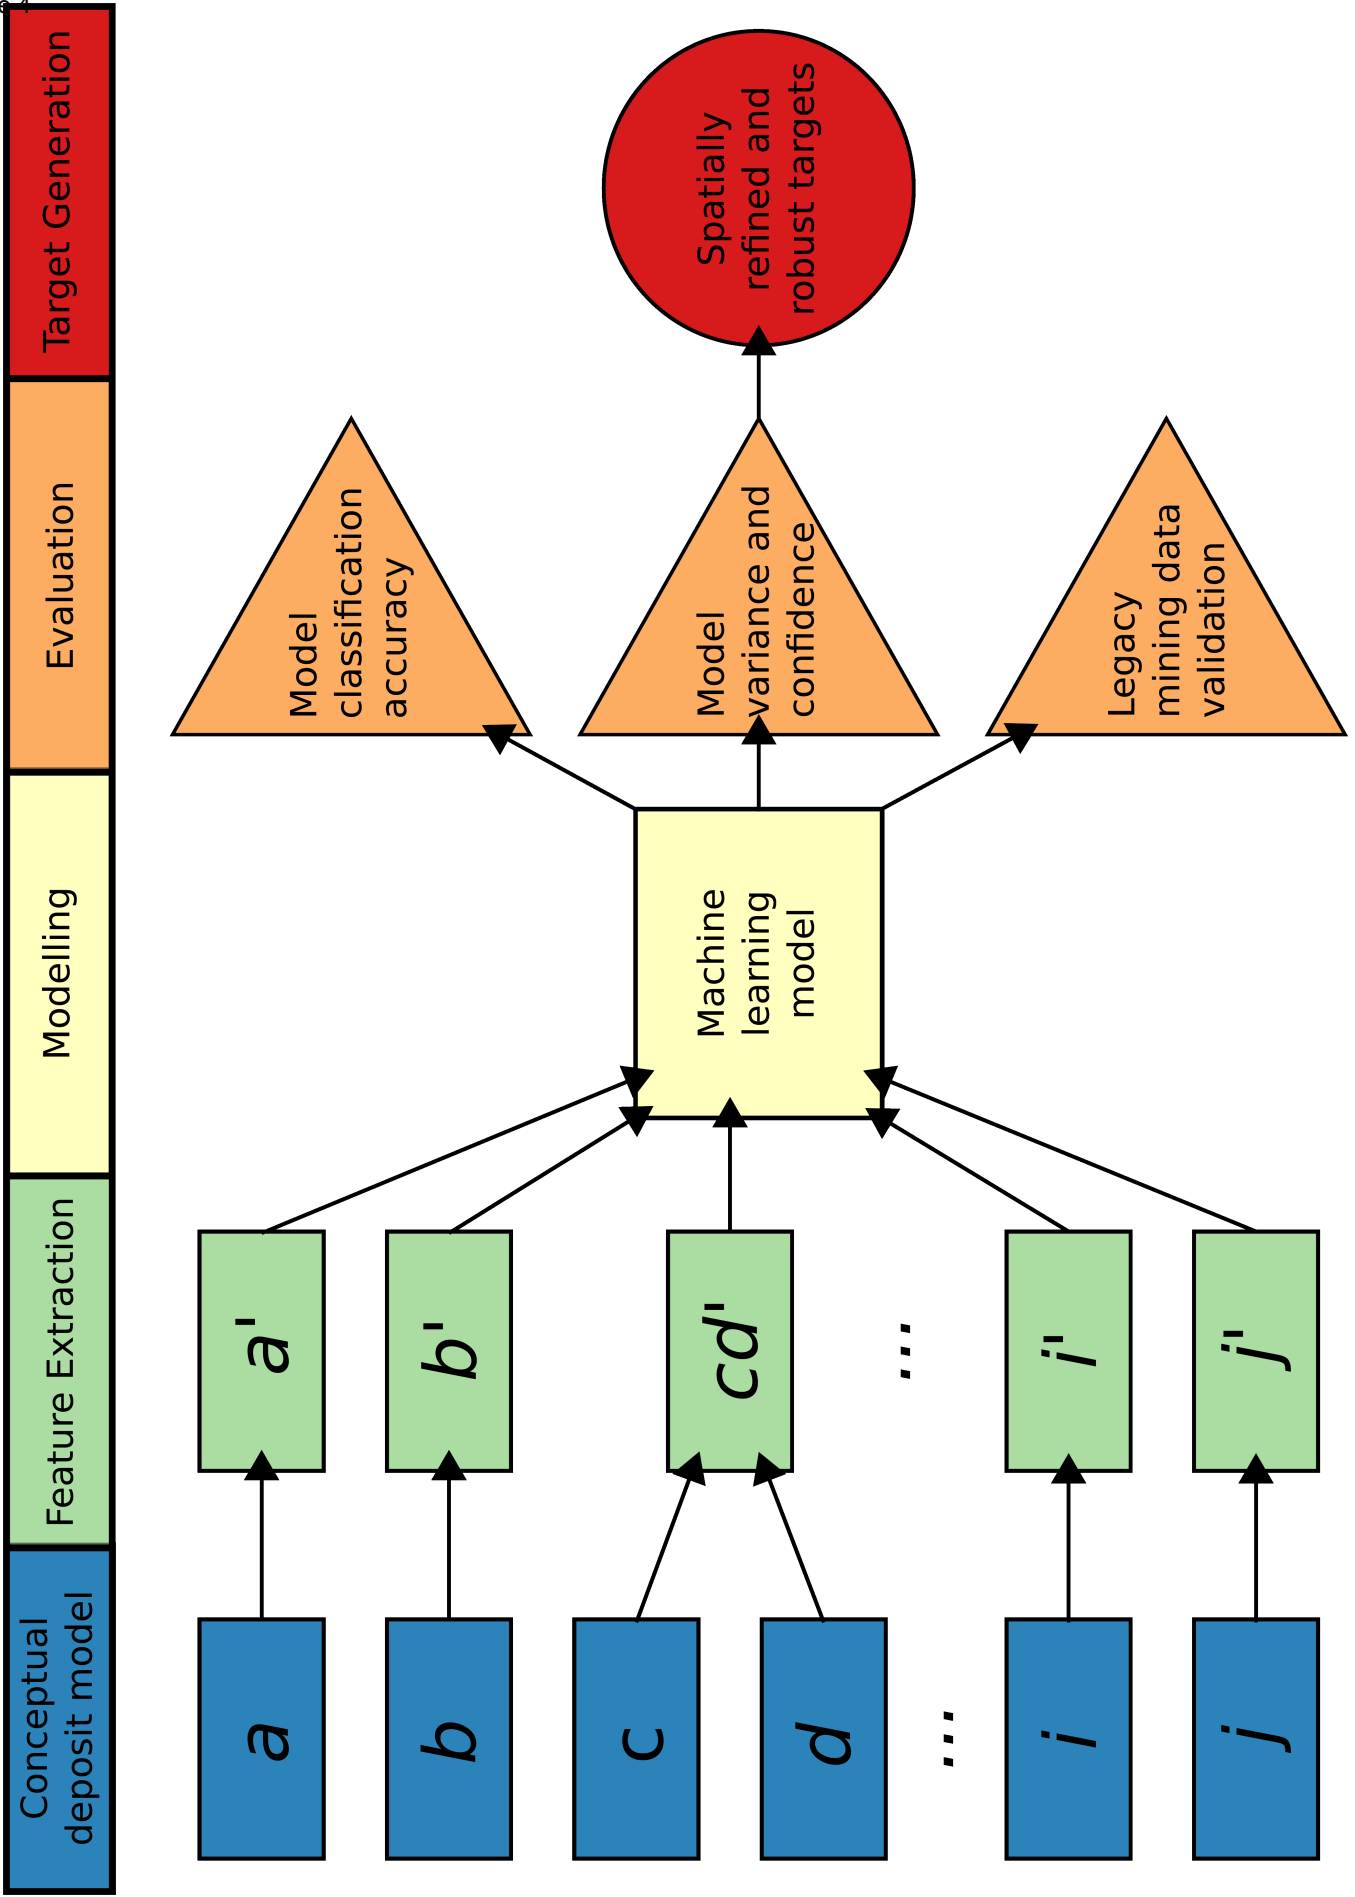 Conceptual
deposit model
Feature Extraction
Modelling
Evaluation
Target Generation
a
a'
b
b'
c
d
cd'
...
...
i
i'
j
j'
Machine
learning
model
Model
classification
accuracy
Model
variance and
confidence
Legacy
mining data
validation
Spatially
refined and
robust targets